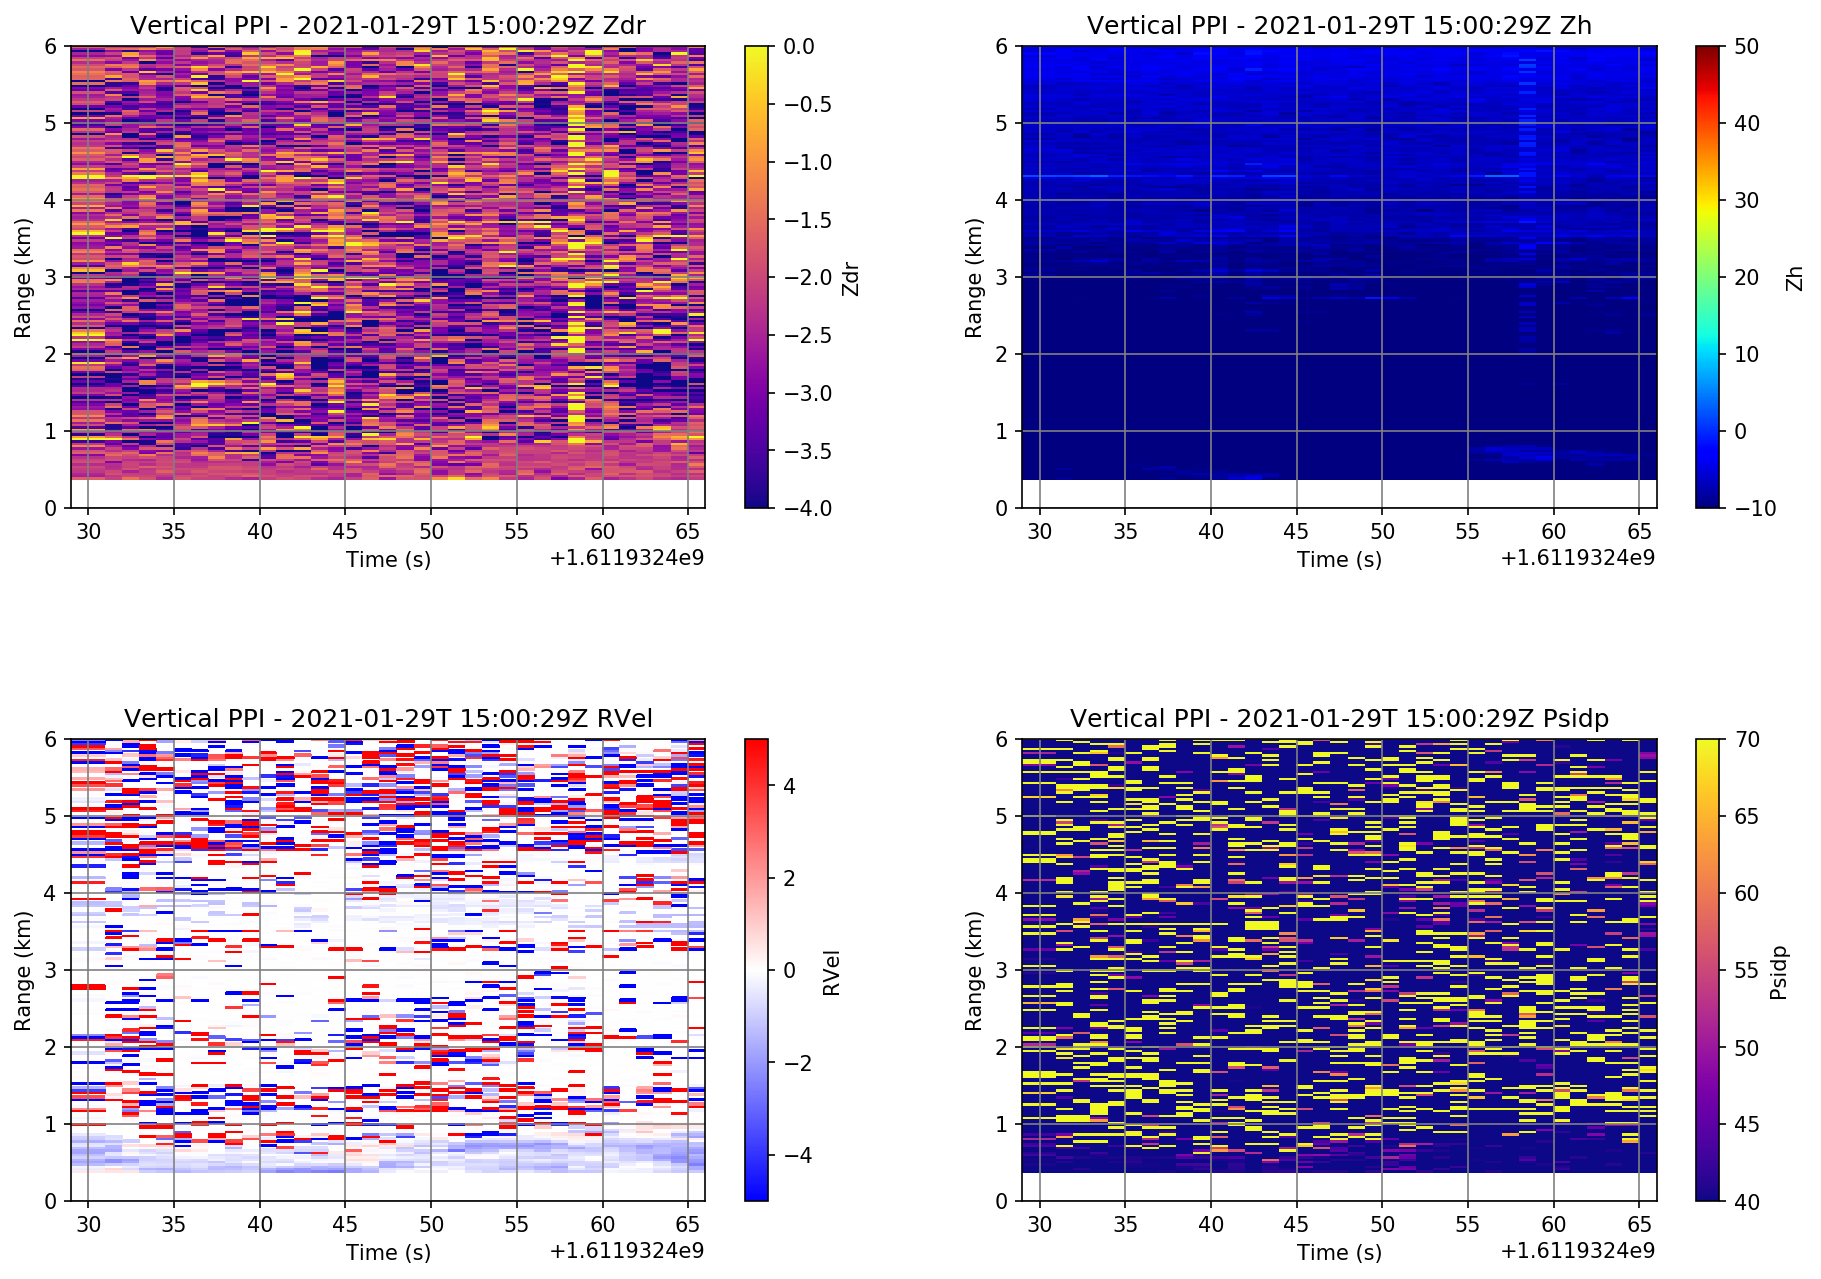 Vertical PPI - 2021-01-29T 15:00:29Z Zdr
6
5
4
3
2
1
0
Range (km)
30 35 40 45 50 55 60 65
Time (s)
+1.6119324e9
0.0
−0.5
−1.0
−1.5
−2.0
−2.5
−3.0
−3.5
−4.0
Zdr
Vertical PPI - 2021-01-29T 15:00:29Z Zh
6
5
4
3
2
1
0
Range (km)
30 35 40 45 50 55 60 65
Time (s)
+1.6119324e9
50
40
30
20
10
0
−10
Zh
Vertical PPI - 2021-01-29T 15:00:29Z RVel
6
5
4
3
2
1
0
Range (km)
30 35 40 45 50 55 60 65
Time (s)
+1.6119324e9
4
2
0
−2
−4
RVel
Vertical PPI - 2021-01-29T 15:00:29Z Psidp
6
5
4
3
2
1
0
Range (km)
30 35 40 45 50 55 60 65
Time (s)
+1.6119324e9
70
65
60
55
50
45
40
Psidp